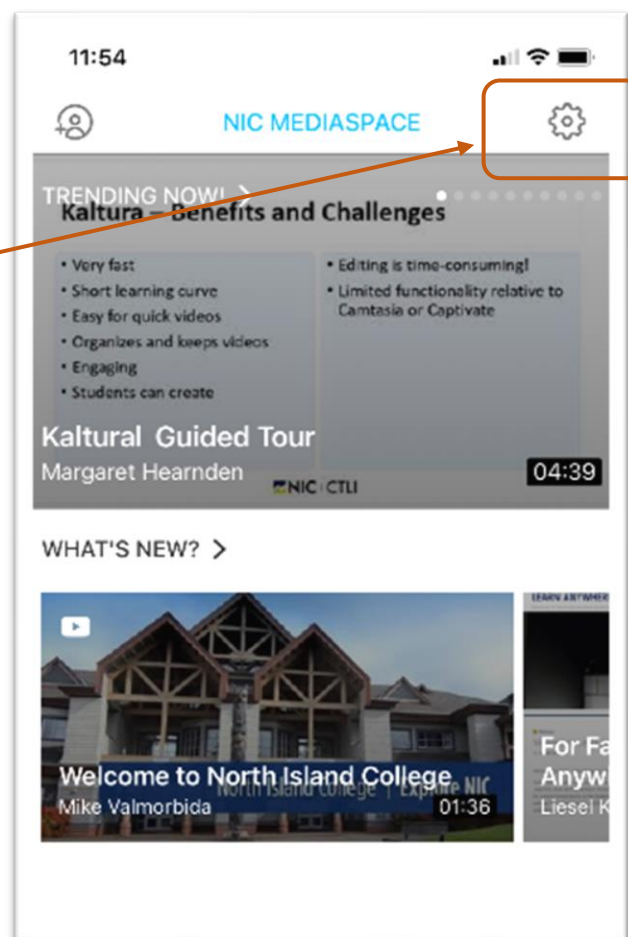 11:54
NIC MEDIASPACE
TRENDING NOW! >
Kaltura – Benefits and Challenges
• Very fast
• Short learning curve
• Easy for quick videos
• Organizes and keeps videos
• Engaging
• Students can create
• Editing is time-consuming!
• Limited functionality relative to
Camtasia or Captivate
Kaltural Guided Tour
Margaret Hearnden
04:39
NIC CTLI
WHAT'S NEW? >
LEARN ANYWHERE
Welcome to North Island College
North Island College | Explore NIC
Mike Valmorbida
01:36
For Fa
Anyw
Liesel K